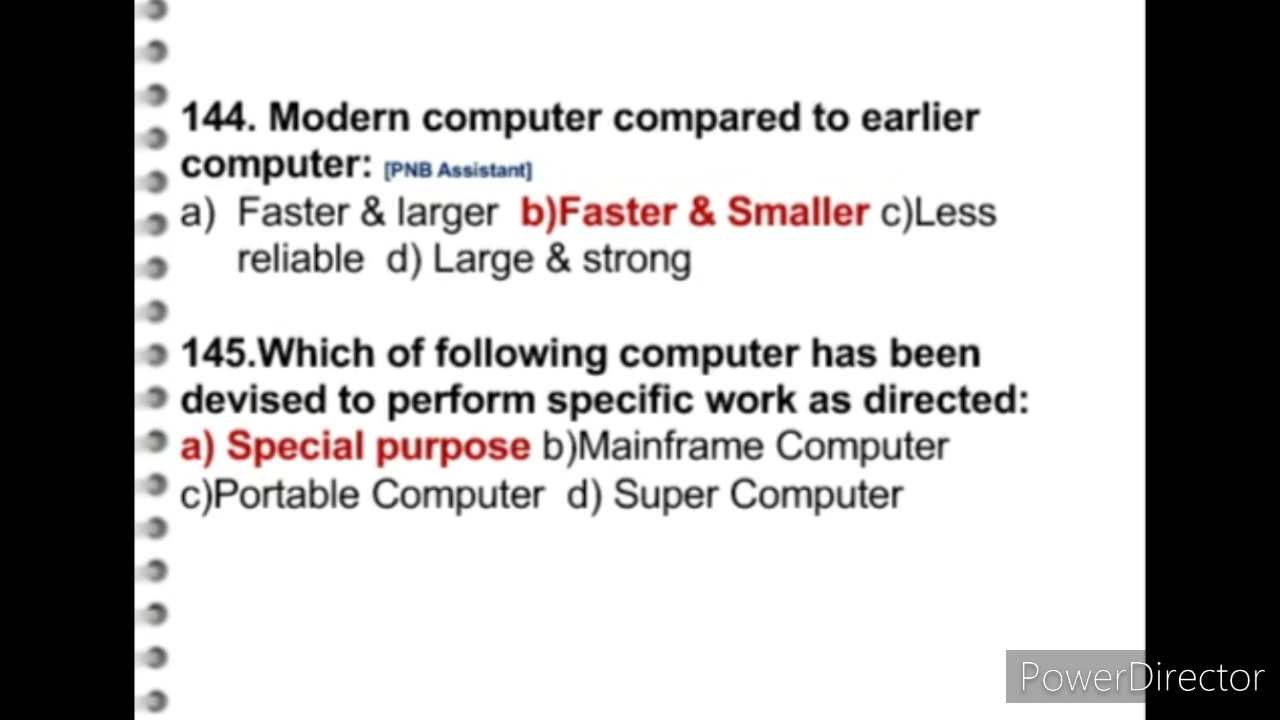 144. Modern computer compared to earlier
computer: [PNB Assistant]
a) Faster & larger b)Faster & Smaller c)Less
reliable d) Large & strong
145.Which of following computer has been
devised to perform specific work as directed:
a) Special purpose b)Mainframe Computer
c)Portable Computer d) Super Computer
PowerDirector